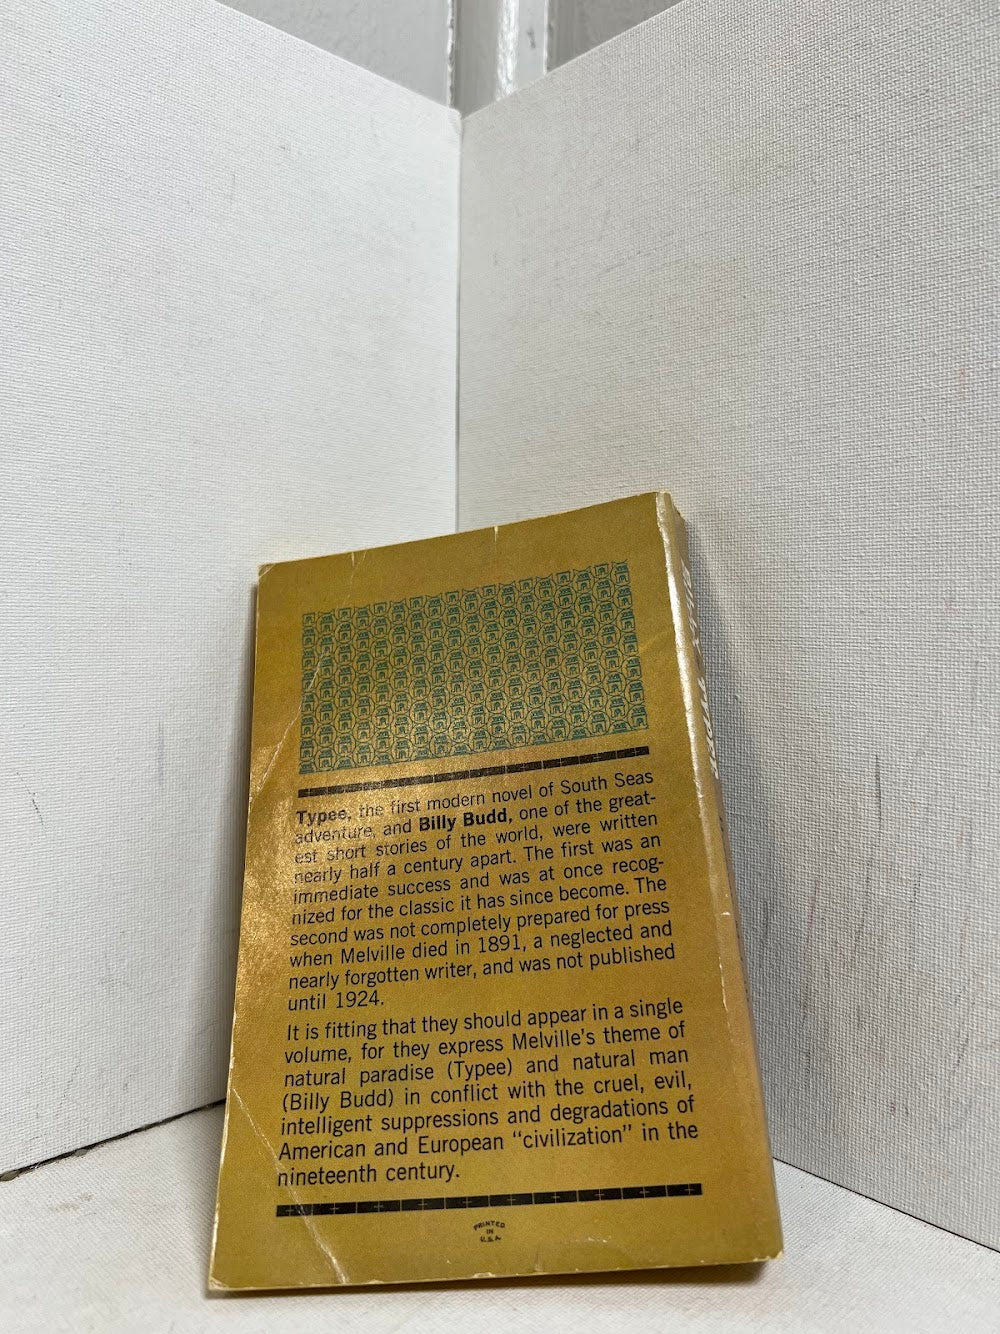 Typee, the first modern novel of South Seas
adventure, and Billy Budd, one of the great-
est short stories of the world, were written
nearly half a century apart. The first was an
immediate success and was at once recog-
nized for the classic it has since become. The
second was not completely prepared for press
when Melville died in 1891, a neglected and
nearly forgotten writer, and was not published
until 1924.
It is fitting that they should appear in a single
volume, for they express Melville's theme of
natural paradise (Typee) and natural man
(Billy Budd) in conflict with the cruel, evil,
intelligent suppressions and degradations of
American and European "civilization" in the
nineteenth century.
PRINTED
IN
U.S.A.